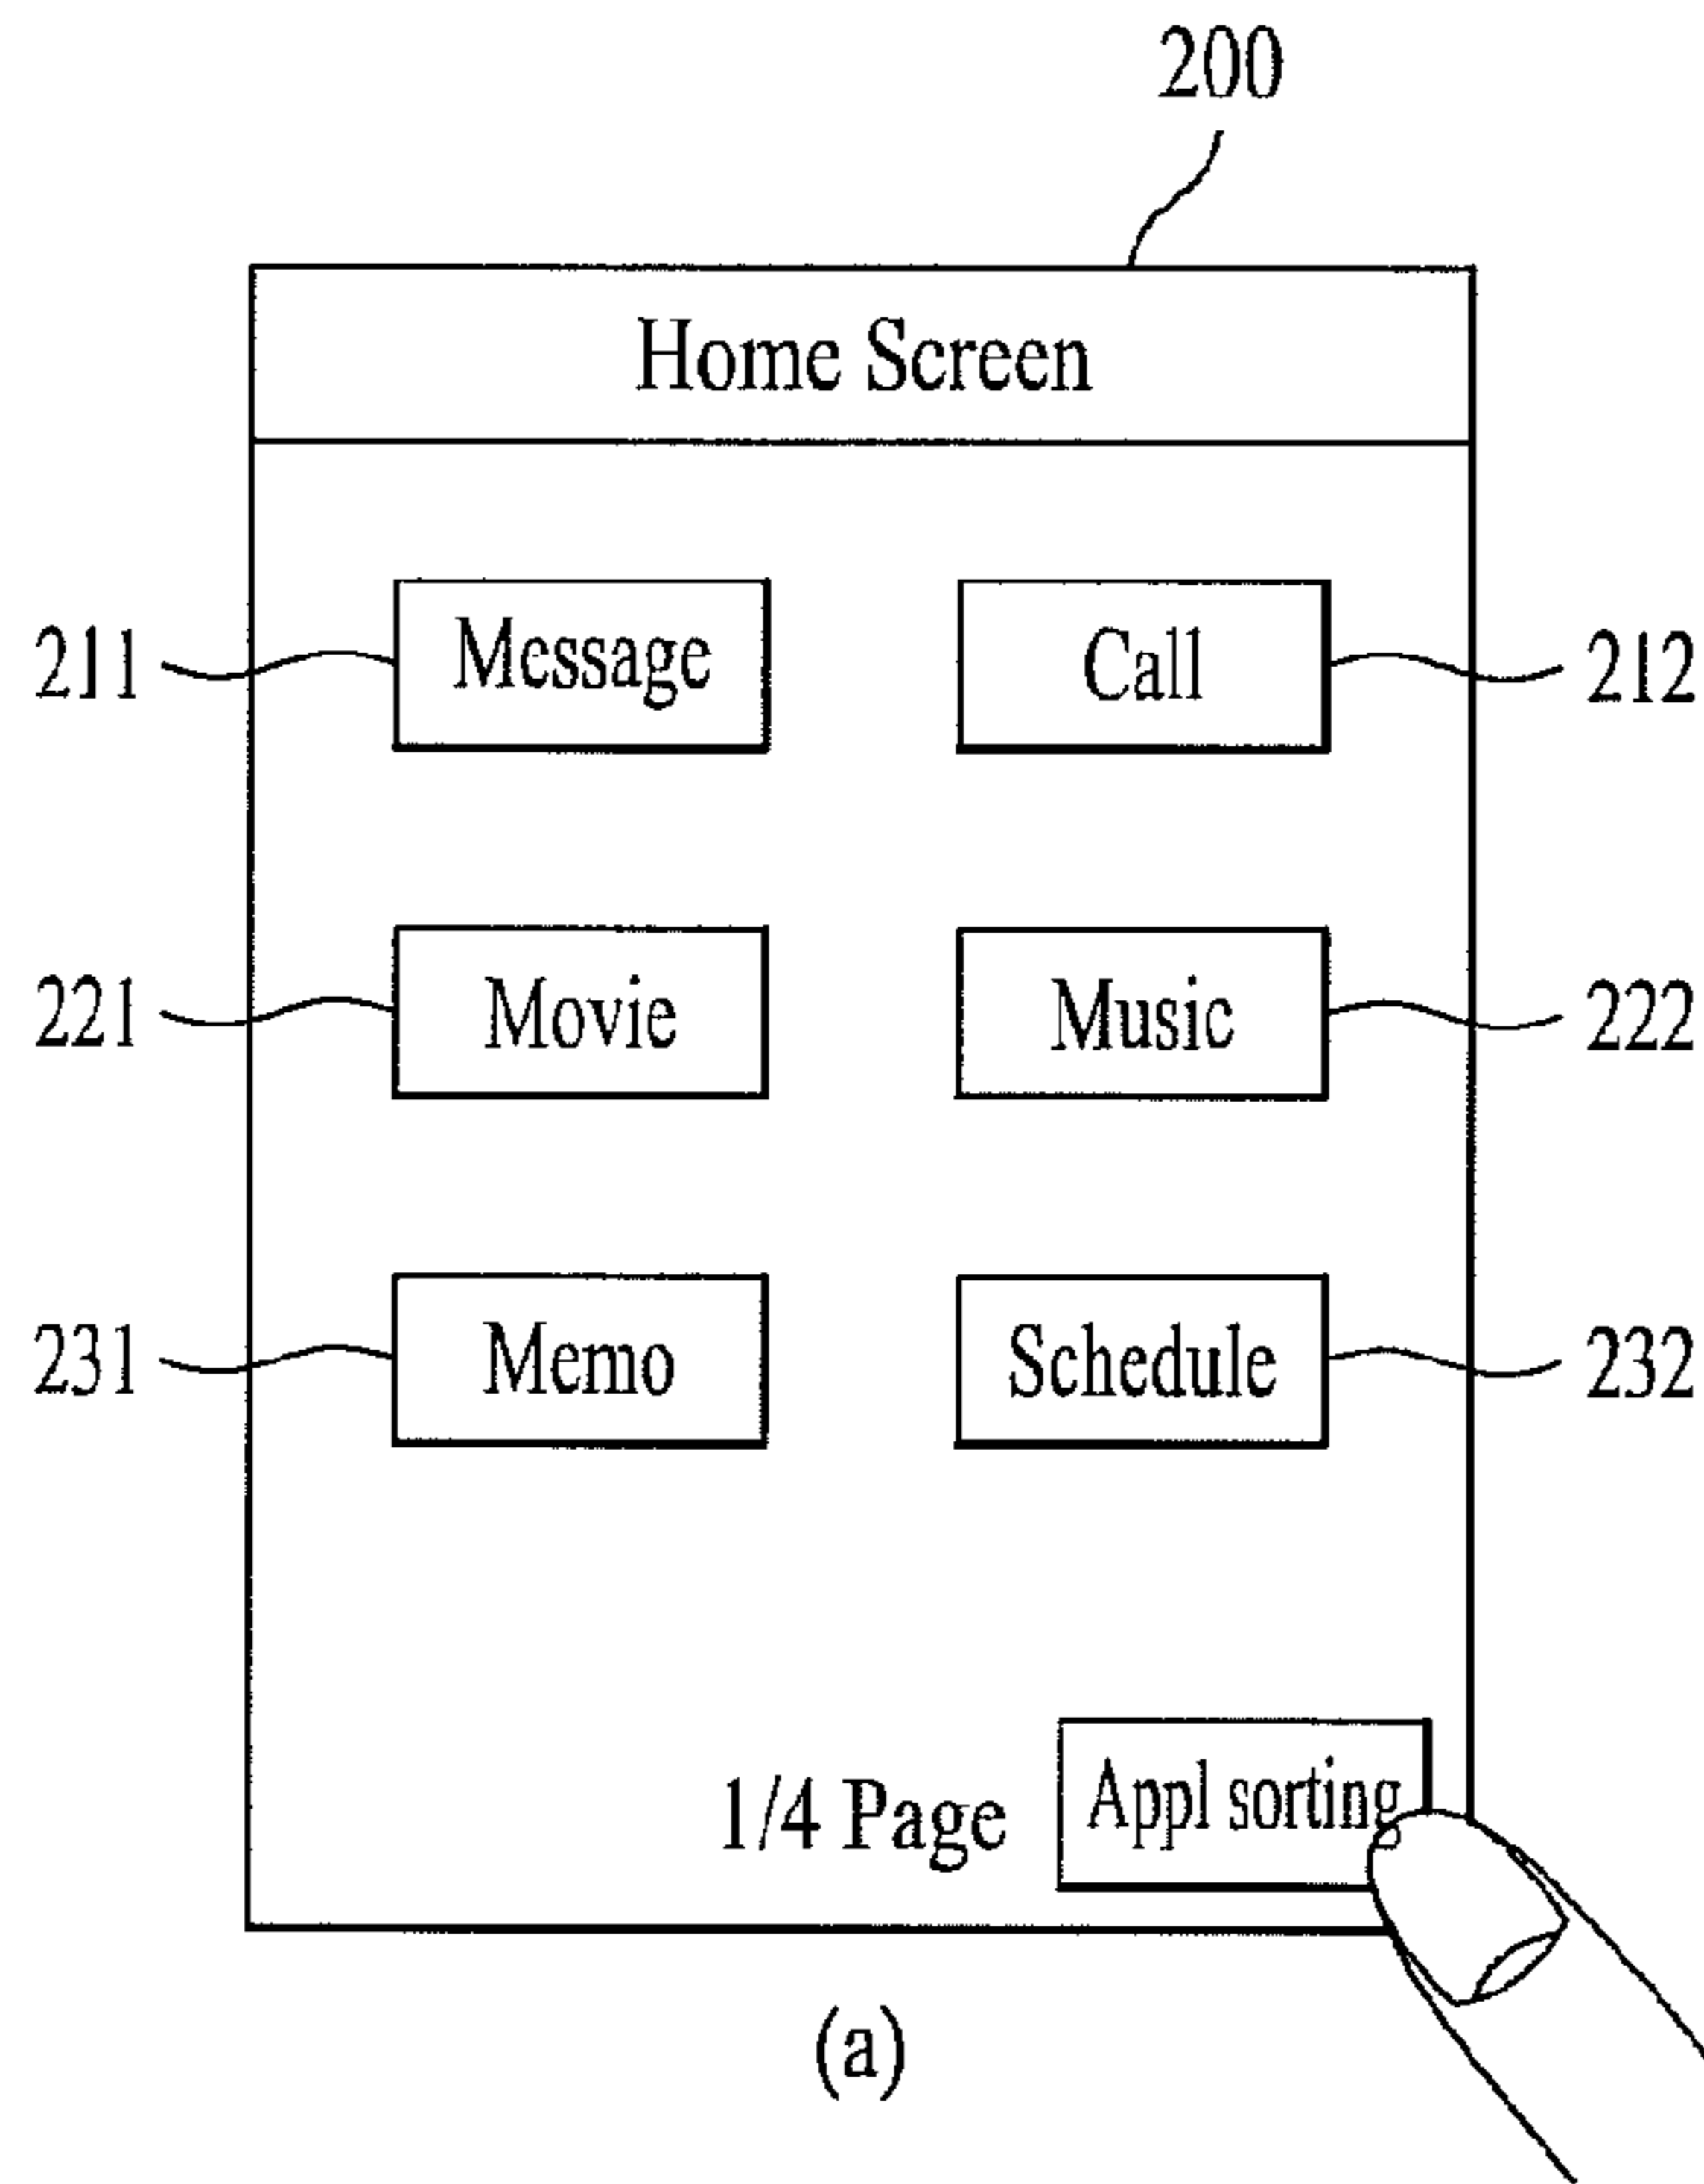 200
Home Screen
211 Message Call 212
221 Movie Music 222
231 Memo Schedule 232
1/4 Page Appl sorting
(a)